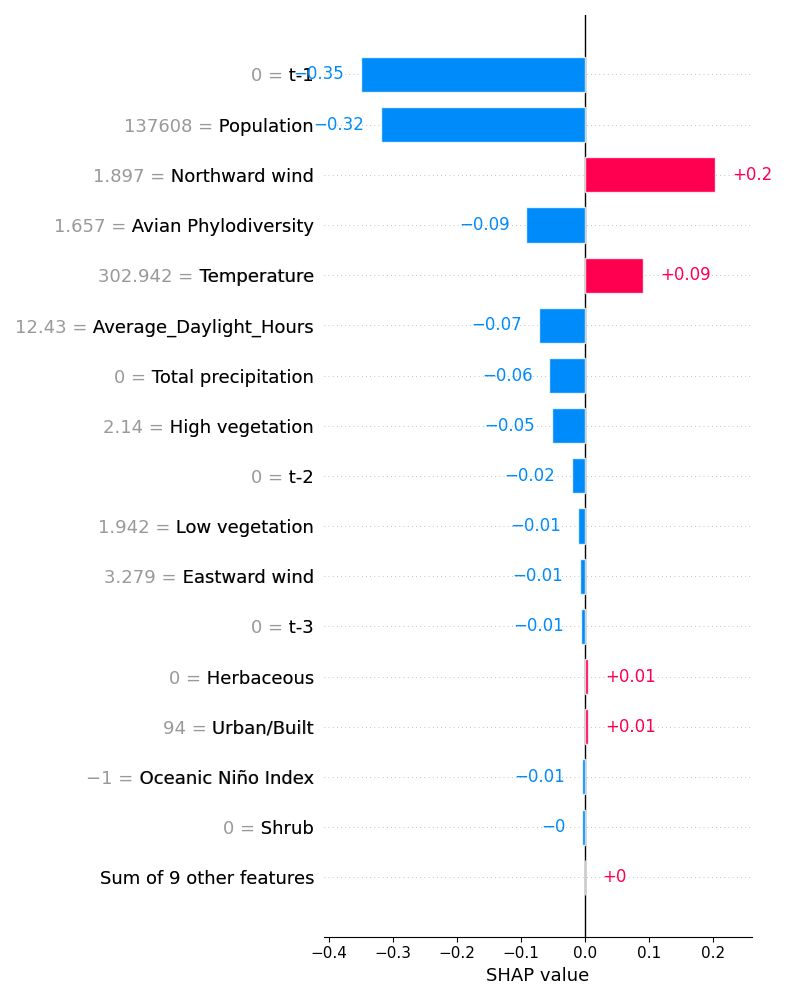 0 = t-1 −0.35
137608 = Population −0.32
1.897 = Northward wind +0.2
1.657 = Avian Phylodiversity −0.09
302.942 = Temperature +0.09
12.43 = Average_Daylight_Hours −0.07
0 = Total precipitation −0.06
2.14 = High vegetation −0.05
0 = t-2 −0.02
1.942 = Low vegetation −0.01
3.279 = Eastward wind −0.01
0 = t-3 −0.01
0 = Herbaceous +0.01
94 = Urban/Built +0.01
−1 = Oceanic Niño Index −0.01
0 = Shrub −0
Sum of 9 other features +0
−0.4 −0.3 −0.2 −0.1 0.0 0.1 0.2
SHAP value